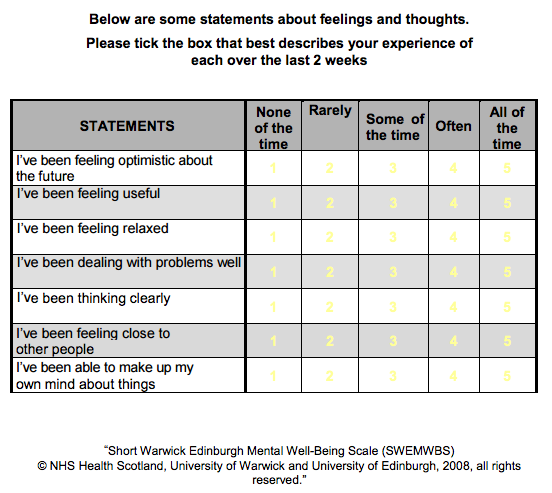 Below are some statements about feelings and thoughts.
Please tick the box that best describes your experience of
each over the last 2 weeks
STATEMENTS
None
of the
time
Rarely
Some of
the time
Often
All of
the
time
I've been feeling optimistic about
the future
1 2 3 4 5
I've been feeling useful
1 2 3 4 5
I've been feeling relaxed
1 2 3 4 5
I've been dealing with problems well
1 2 3 4 5
I've been thinking clearly
1 2 3 4 5
I've been feeling close to
other people
1 2 3 4 5
I've been able to make up my
own mind about things
1 2 3 4 5
“Short Warwick Edinburgh Mental Well-Being Scale (SWEMWBS)
© NHS Health Scotland, University of Warwick and University of Edinburgh, 2008, all rights
reserved.”